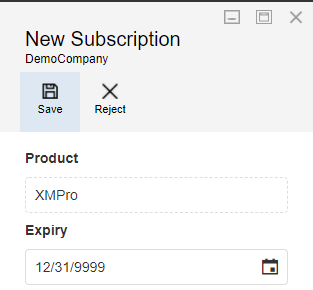 New Subscription
DemoCompany
Save Reject
Product
XMPro
Expiry
12/31/9999